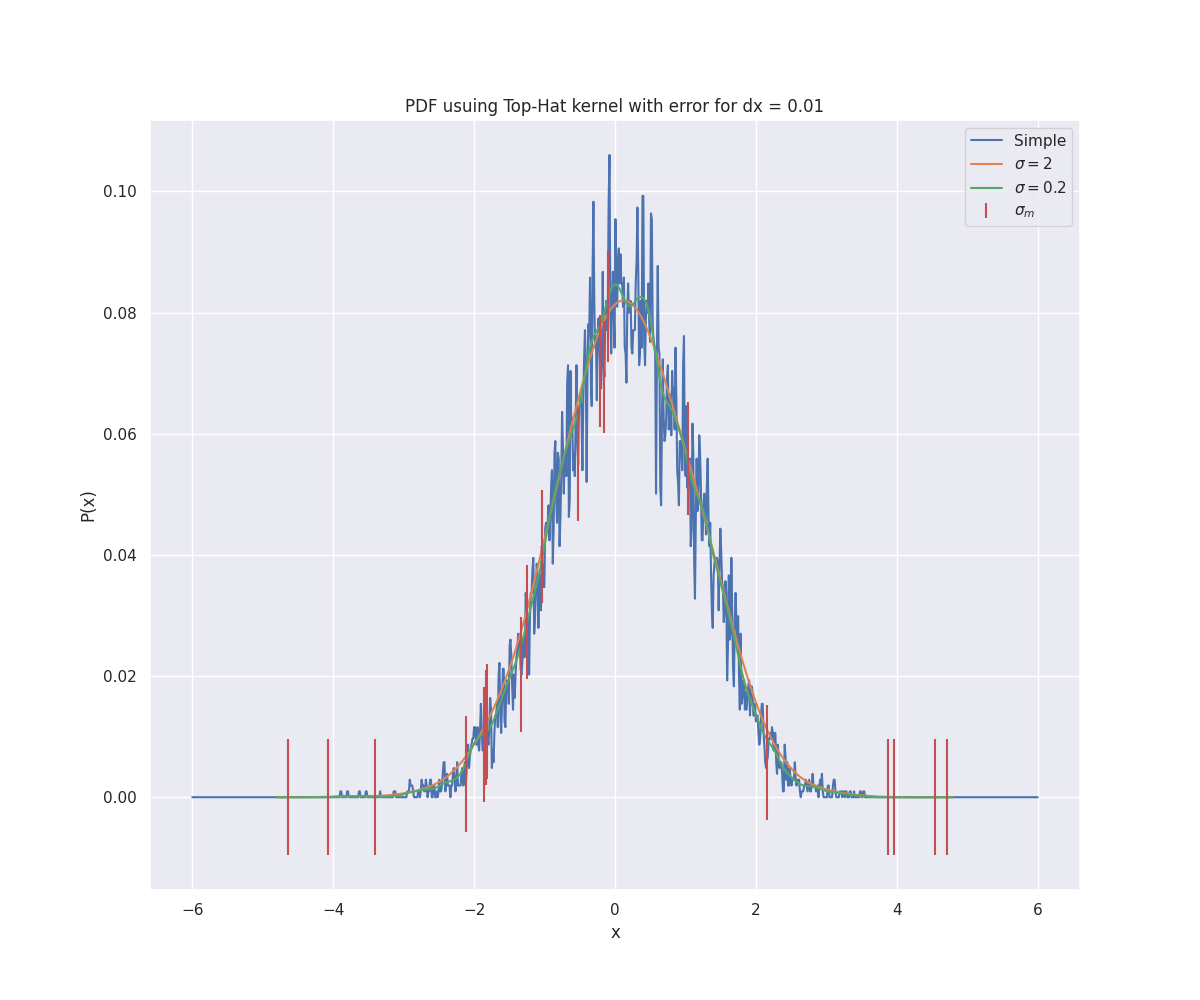 PDF usuing Top-Hat kernel with error for dx = 0.01
Simple
σ = 2
σ = 0.2
σₘ
0.10
0.08
0.06
0.04
0.02
0.00
P(x)
−6 −4 −2 0 2 4 6
x